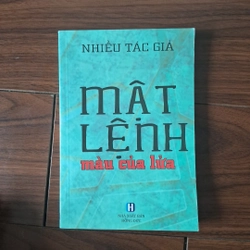 NHIỀU TÁC GIẢ
MẬT
LỆNH
màu của lửa